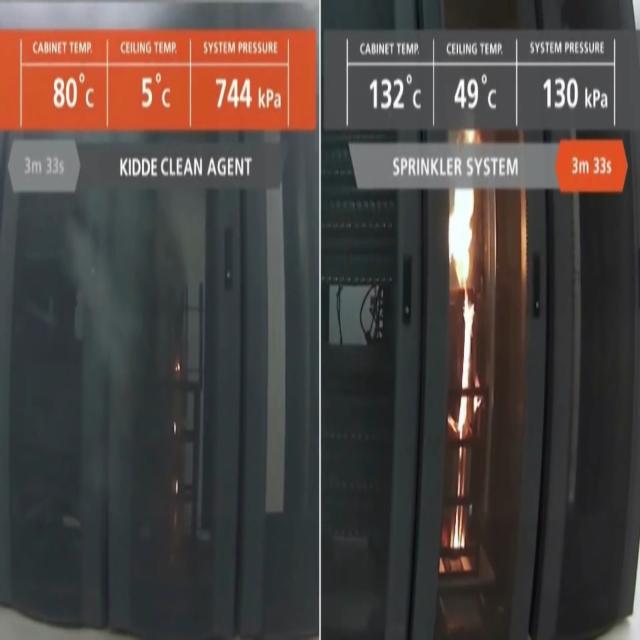 CABINET TEMP. CEILING TEMP. SYSTEM PRESSURE
80°C 5°C 744 kPa
3m 33s KIDDE CLEAN AGENT
CABINET TEMP. CEILING TEMP. SYSTEM PRESSURE
132°C 49°C 130 kPa
SPRINKLER SYSTEM 3m 33s